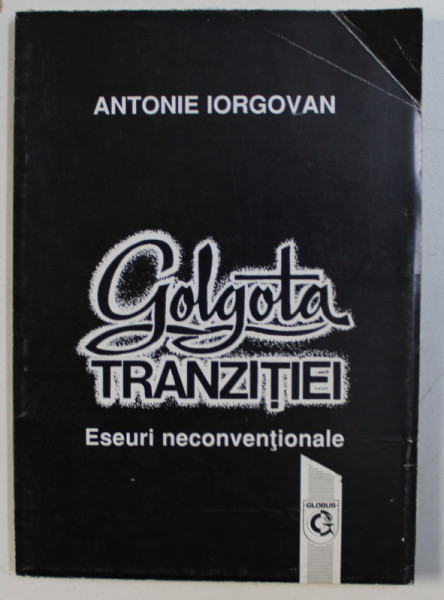 ANTONIE IORGOVAN
Golgota
TRANZIŢIEI
Eseuri neconvenţionale
GLOBUS